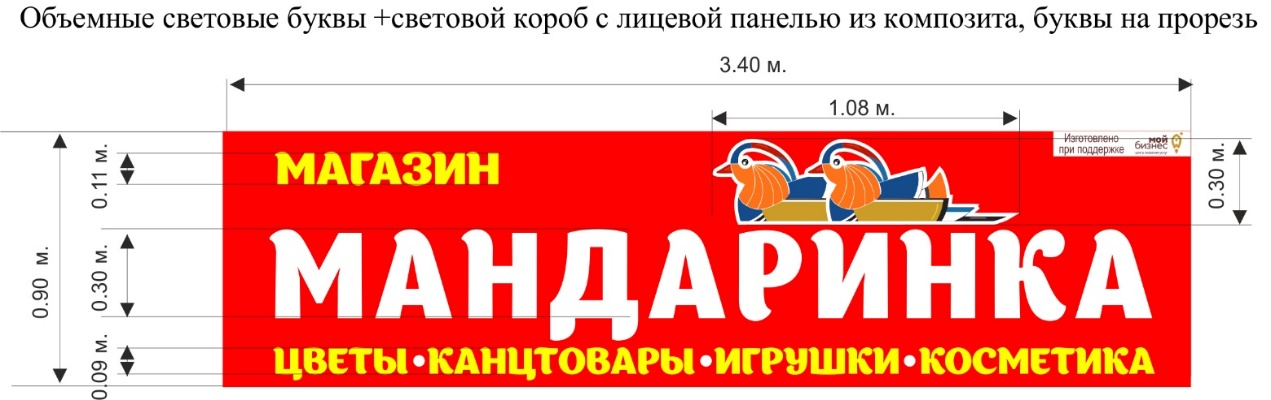 Объемные световые буквы +световой короб с лицевой панелью из композита, буквы на прорезь
3.40 м.
1.08 м.
Изготовлено
при поддержке
мой
бизнес
0.11 м.
МАГАЗИН
0.30 м.
0.90 м.
0.30 м.
МАНДАРИНКА
0.09 м.
ЦВЕТЫ•КАНЦТОВАРЫ•ИГРУШКИ•КОСМЕТИКА